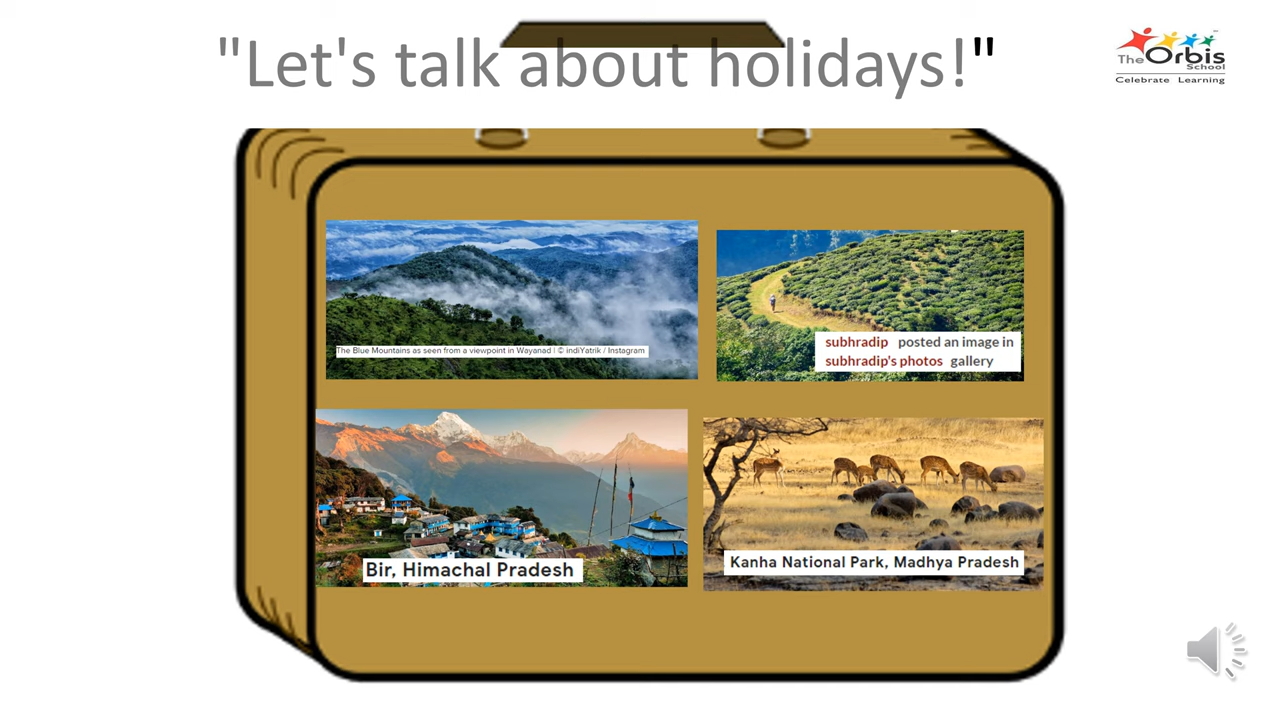 "Let's talk about holidays!"
The Orbis
School
Celebrate Learning
The Blue Mountains as seen from a viewpoint in Wayanad | © indiYatrik / Instagram
subhradip posted an image in
subhradip's photos gallery
Bir, Himachal Pradesh
Kanha National Park, Madhya Pradesh